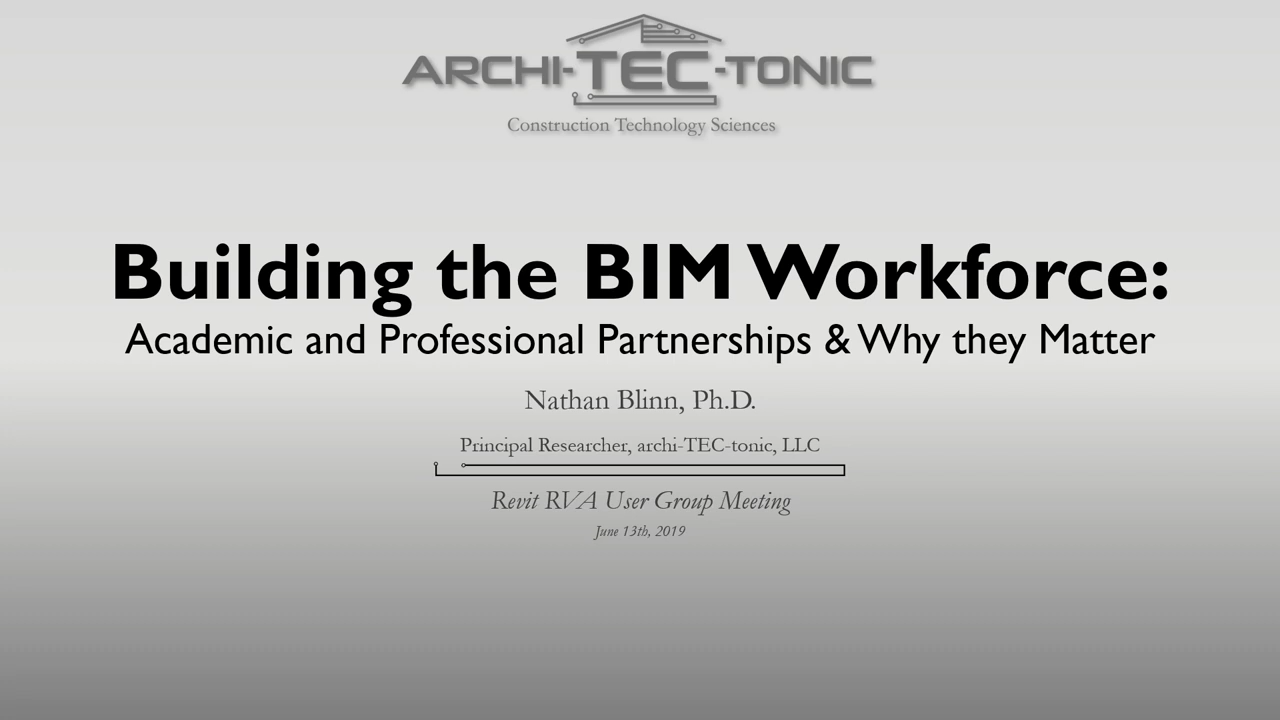 ARCHI-TEC-TONIC
Construction Technology Sciences
Building the BIM Workforce:
Academic and Professional Partnerships & Why they Matter
Nathan Blinn, Ph.D.
Principal Researcher, archi-TEC-tonic, LLC
Revit RVA User Group Meeting
June 13th, 2019